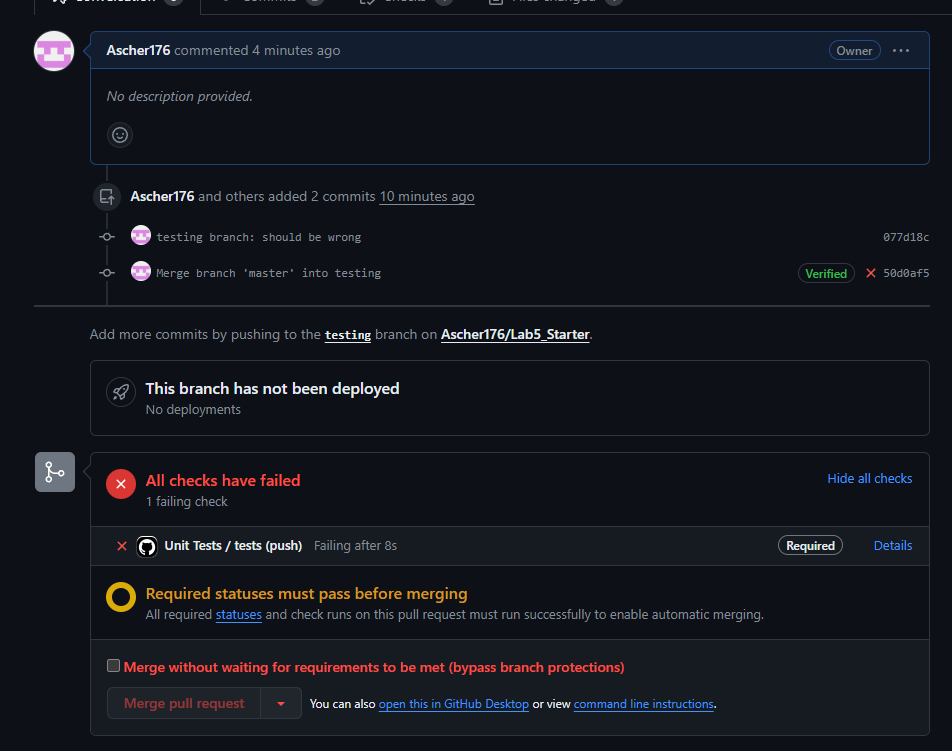 Conversation
Commits
Checks
Files changed
Ascher176 commented 4 minutes ago
Owner
No description provided.
Ascher176 and others added 2 commits 10 minutes ago
testing branch: should be wrong
077d18c
Merge branch 'master' into testing
Verified
50d0af5
Add more commits by pushing to the testing branch on Ascher176/Lab5_Starter.
This branch has not been deployed
No deployments
All checks have failed
Hide all checks
1 failing check
Unit Tests / tests (push) Failing after 8s
Required
Details
Required statuses must pass before merging
All required statuses and check runs on this pull request must run successfully to enable automatic merging.
Merge without waiting for requirements to be met (bypass branch protections)
Merge pull request
You can also open this in GitHub Desktop or view command line instructions.